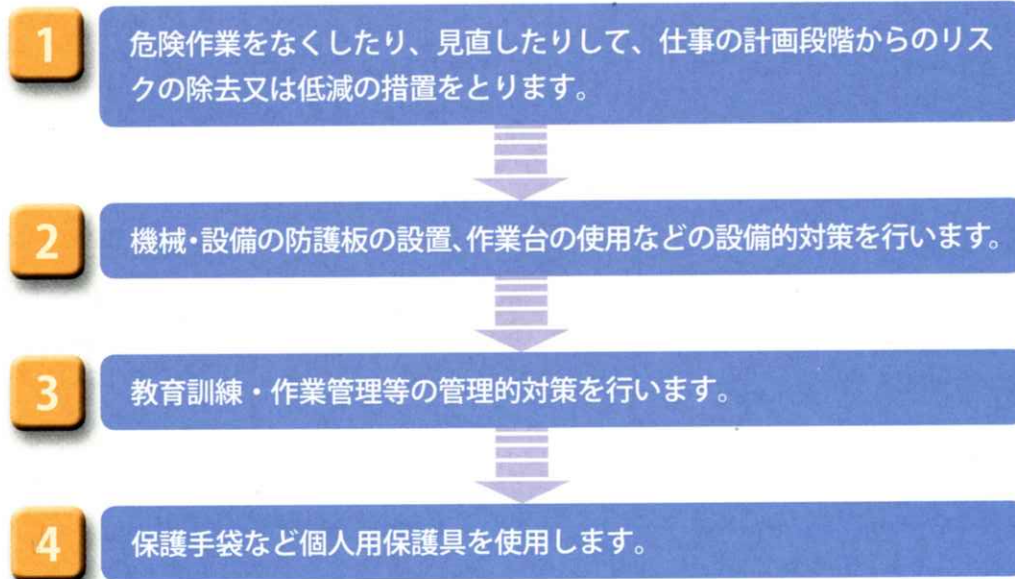 1
危険作業をなくしたり、見直したりして、仕事の計画段階からのリス
クの除去又は低減の措置をとります。
2
機械・設備の防護板の設置、作業台の使用などの設備的対策を行います。
3
教育訓練・作業管理等の管理的対策を行います。
4
保護手袋など個人用保護具を使用します。